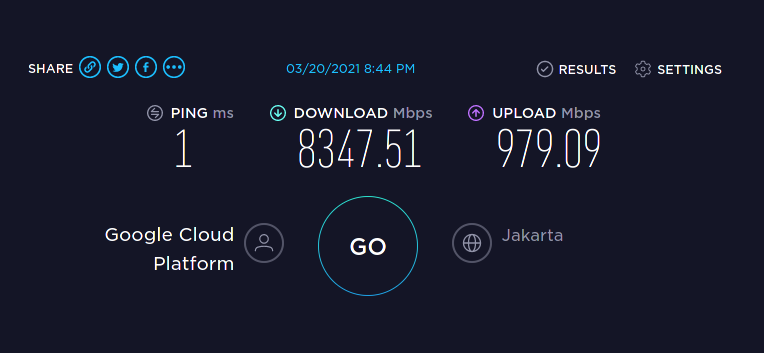 SHARE 03/20/2021 8:44 PM RESULTS SETTINGS
PING ms DOWNLOAD Mbps UPLOAD Mbps
1 8347.51 979.09
Google Cloud
Platform
GO
Jakarta